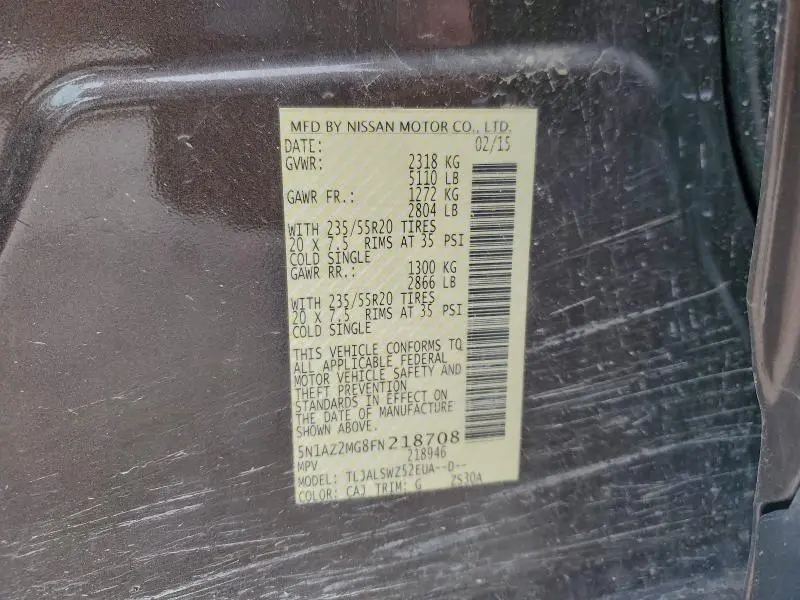 MFD BY NISSAN MOTOR CO., LTD.
DATE: 02/15
GVWR: 2318 KG
5110 LB
GAWR FR.: 1272 KG
2804 LB
WITH 235/55R20 TIRES
20 X 7.5 RIMS AT 35 PSI
COLD SINGLE
GAWR RR.: 1300 KG
2866 LB
WITH 235/55R20 TIRES
20 X 7.5 RIMS AT 35 PSI
COLD SINGLE
THIS VEHICLE CONFORMS TO
ALL APPLICABLE FEDERAL
MOTOR VEHICLE SAFETY AND
THEFT PREVENTION
STANDARDS IN EFFECT ON
THE DATE OF MANUFACTURE
SHOWN ABOVE.
5N1AZ2MG8FN218708
MPV 218946
MODEL: TLJALSWZ52EUA--D--
COLOR: CAJ TRIM: G ZS30A